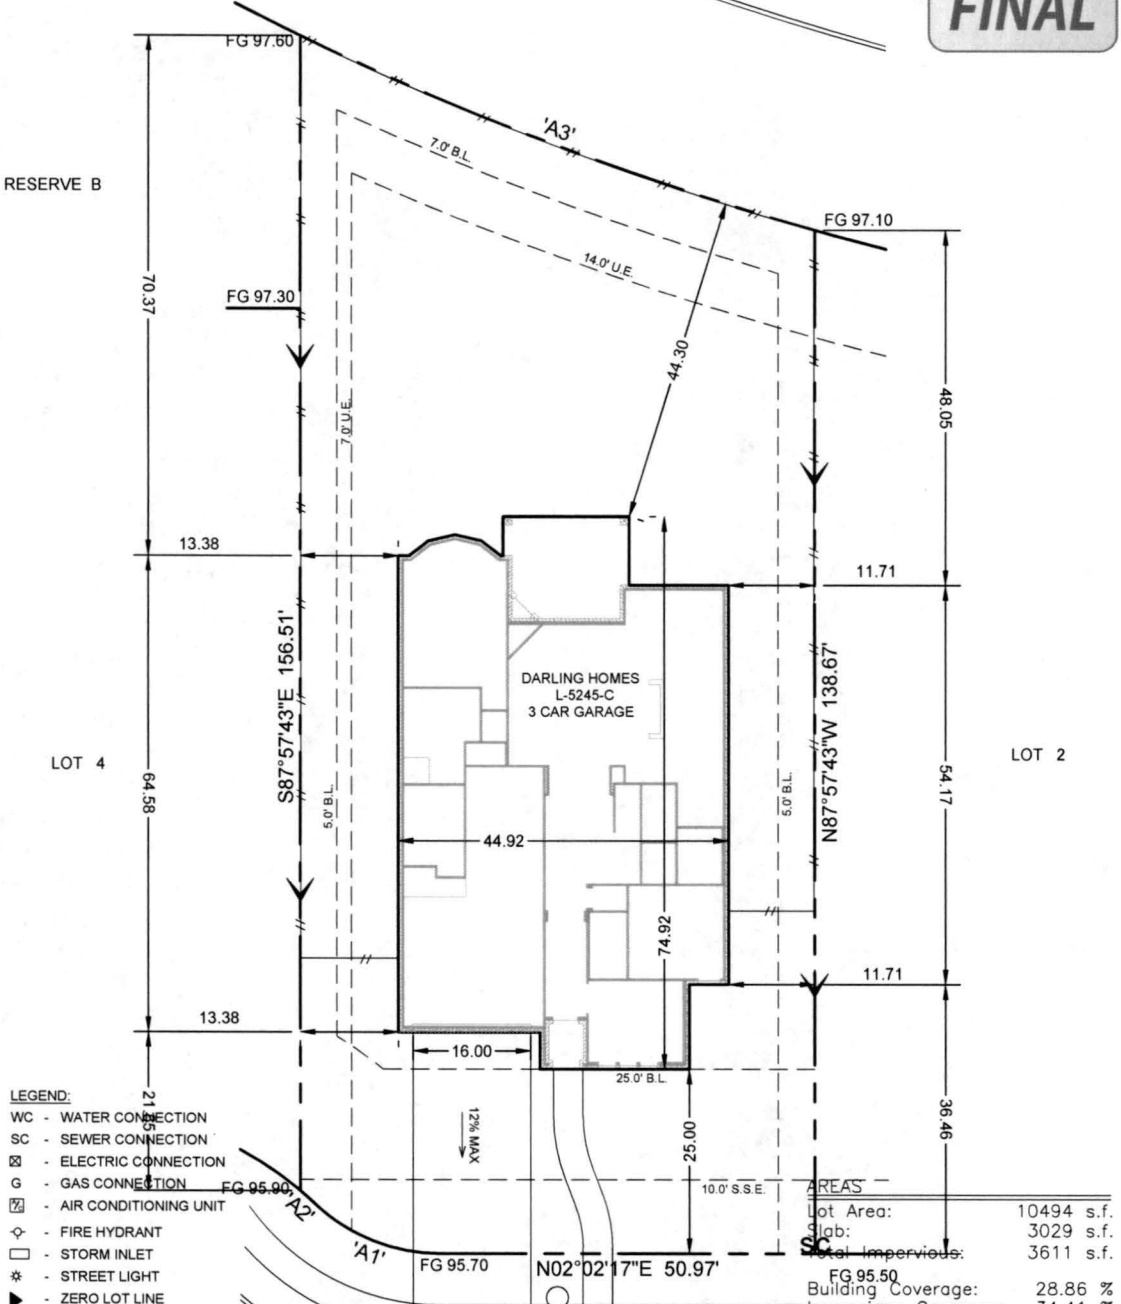 FINAL
FG 97.60
'A3'
7.0' B.L.
RESERVE B
FG 97.10
14.0' U.E.
70.37
FG 97.30
44.30
48.05
7.0' U.E.
13.38
11.71
S87°57'43"E 156.51'
DARLING HOMES
L-5245-C
3 CAR GARAGE
N87°57'43"W 138.67'
LOT 4
LOT 2
64.58
5.0' B.L.
5.0' B.L.
54.17
44.92
74.92
11.71
13.38
16.00
25.0' B.L.
LEGEND:
WC - WATER CONNECTION
SC - SEWER CONNECTION
- ELECTRIC CONNECTION
G - GAS CONNECTION
- AIR CONDITIONING UNIT
- FIRE HYDRANT
- STORM INLET
- STREET LIGHT
- ZERO LOT LINE
12% MAX
25.00
36.46
FG 95.90
'A2'
'A1'
10.0' S.S.E.
FG 95.70
N02°02'17"E 50.97'
SC
FG 95.50
AREAS
Lot Area: 10494 s.f.
Slab: 3029 s.f.
Total Impervious: 3611 s.f.
Building Coverage: 28.86 %